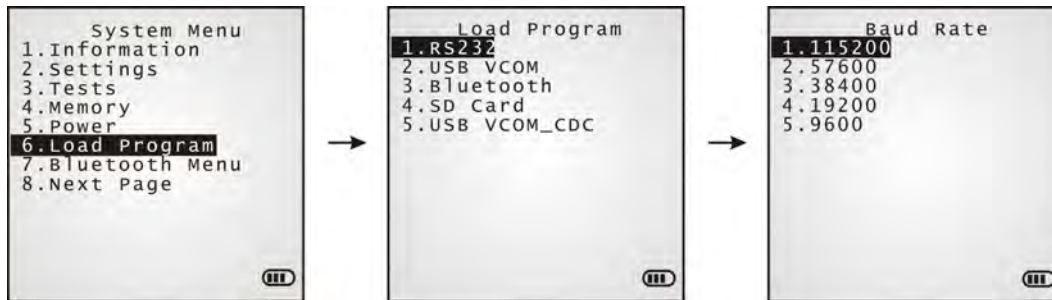 System Menu
1.Information
2.Settings
3.Tests
4.Memory
5.Power
6.Load Program
7.Bluetooth Menu
8.Next Page
Load Program
1.RS232
2.USB VCOM
3.Bluetooth
4.SD Card
5.USB VCOM_CDC
Baud Rate
1.115200
2.57600
3.38400
4.19200
5.9600